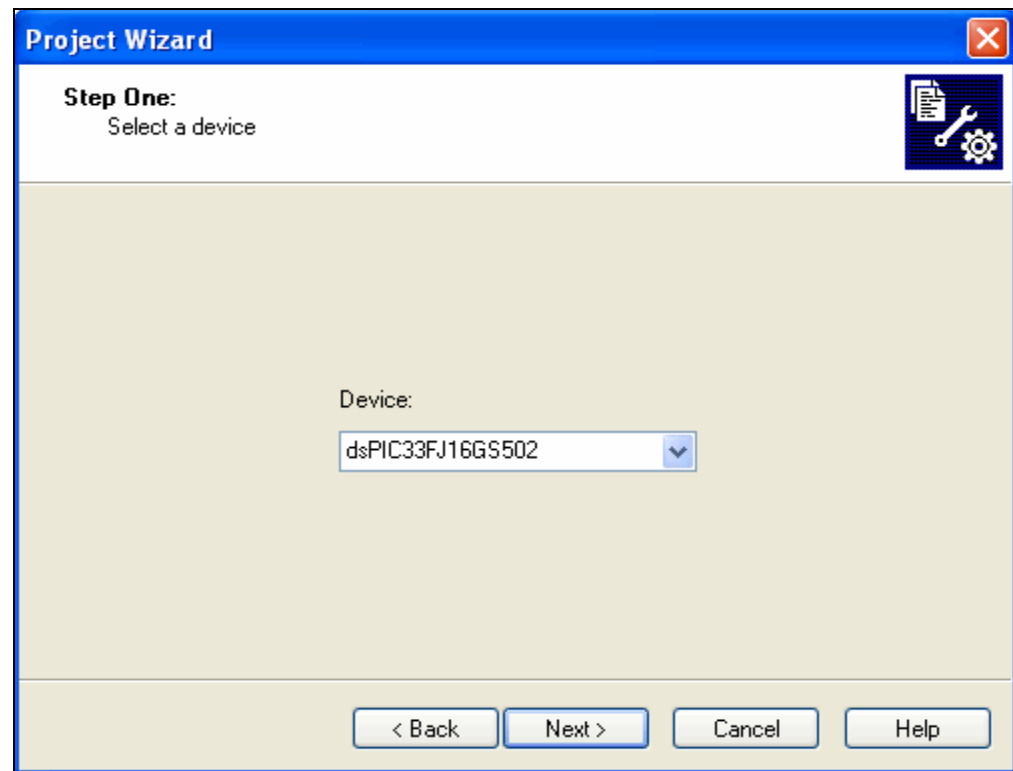 Project Wizard
Step One:
Select a device
Device:
dsPIC33FJ16GS502
< Back Next > Cancel Help